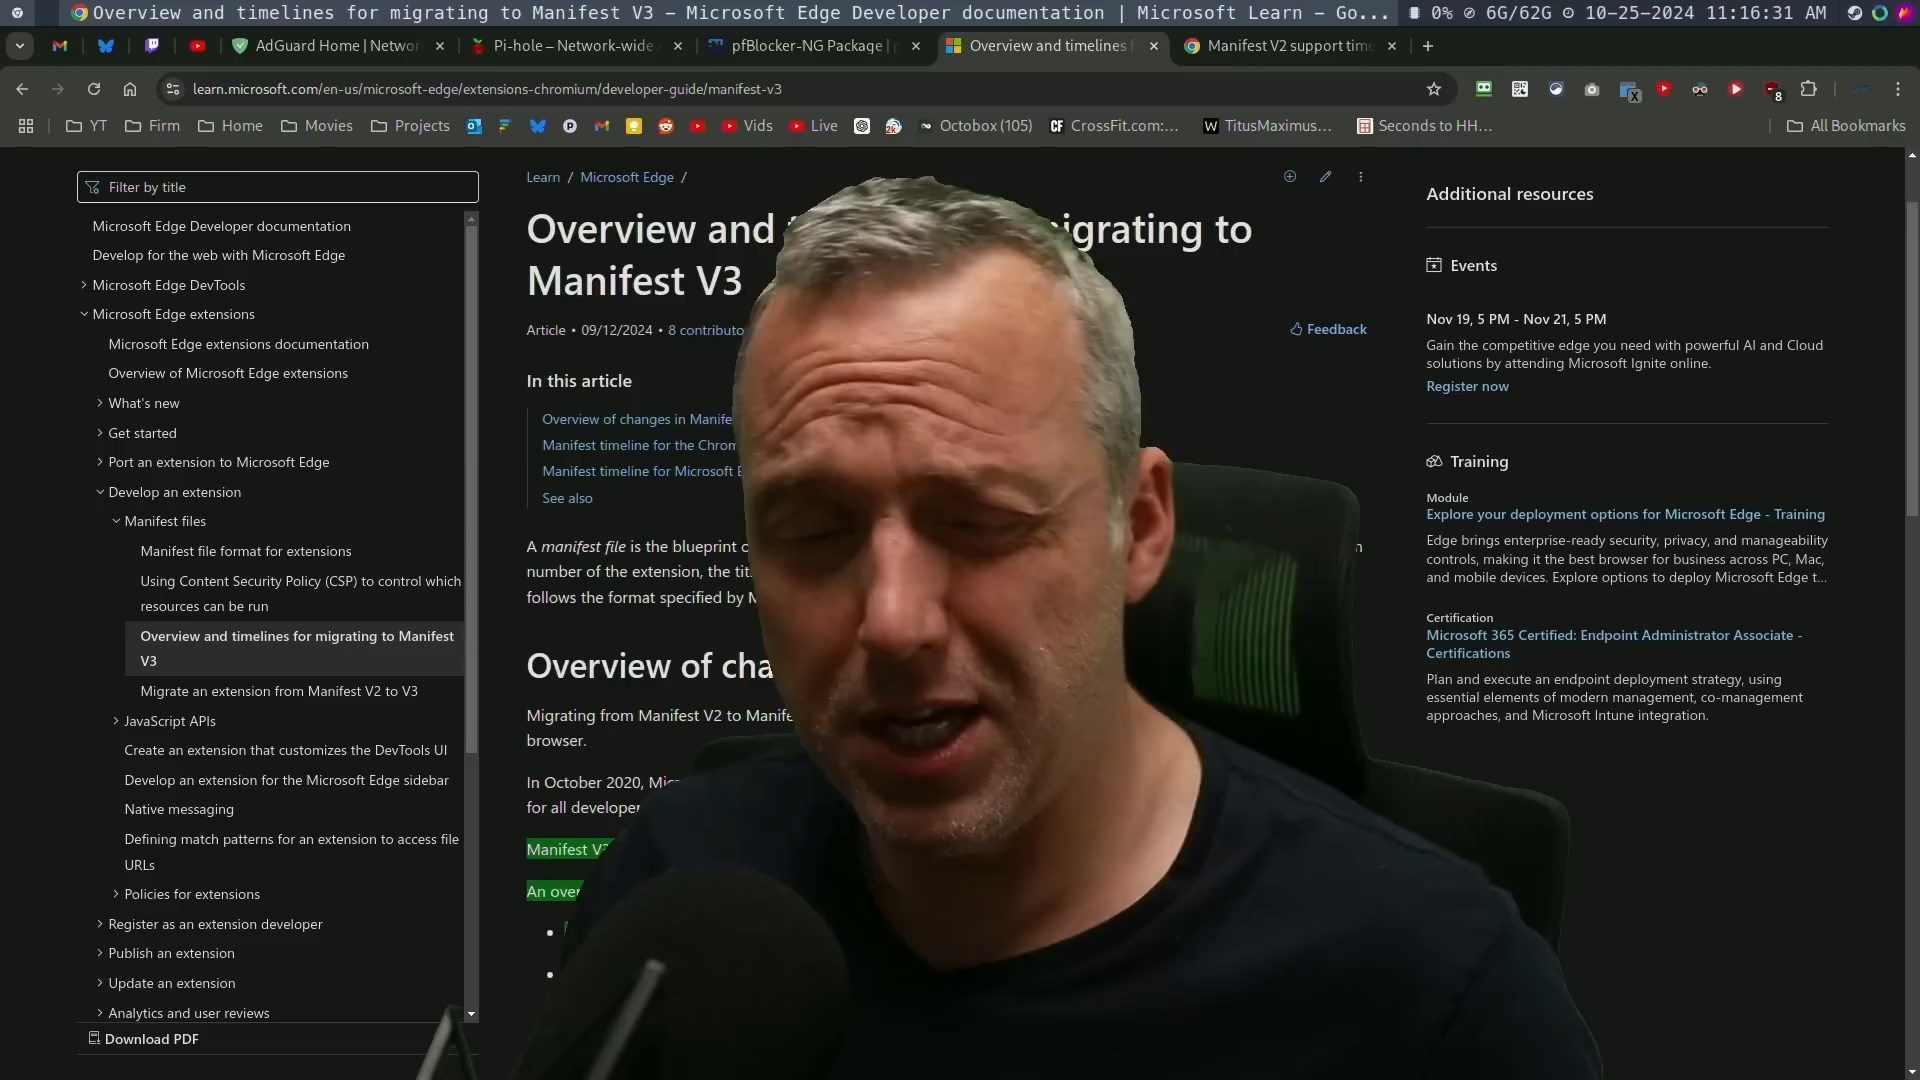 Overview and timelines for migrating to Manifest V3 – Microsoft Edge Developer documentation | Microsoft Learn – Go...
0% 6G/62G 10-25-2024 11:16:31 AM
AdGuard Home | Networ
Pi-hole – Network-wide
pfBlocker-NG Package |
Overview and timelines f
Manifest V2 support time
learn.microsoft.com/en-us/microsoft-edge/extensions-chromium/developer-guide/manifest-v3
X
8
YT
Firm
Home
Movies
Projects
Vids
Live
Octobox (105)
CF CrossFit.com:...
W TitusMaximus...
Seconds to HH...
All Bookmarks
Filter by title
Microsoft Edge Developer documentation
Develop for the web with Microsoft Edge
Microsoft Edge DevTools
Microsoft Edge extensions
Microsoft Edge extensions documentation
Overview of Microsoft Edge extensions
What's new
Get started
Port an extension to Microsoft Edge
Develop an extension
Manifest files
Manifest file format for extensions
Using Content Security Policy (CSP) to control which
resources can be run
Overview and timelines for migrating to Manifest
V3
Migrate an extension from Manifest V2 to V3
JavaScript APIs
Create an extension that customizes the DevTools UI
Develop an extension for the Microsoft Edge sidebar
Native messaging
Defining match patterns for an extension to access file
URLs
Policies for extensions
Register as an extension developer
Publish an extension
Update an extension
Analytics and user reviews
Download PDF
Learn / Microsoft Edge /
Overview and igrating to
Manifest V3
Article • 09/12/2024 • 8 contributo
Feedback
In this article
Overview of changes in Manife
Manifest timeline for the Chrom
Manifest timeline for Microsoft E
See also
A manifest file is the blueprint o n
number of the extension, the titl
follows the format specified by M
Overview of cha
Migrating from Manifest V2 to Manife
browser.
In October 2020, Mic
for all developer
Manifest V3
An over
Additional resources
Events
Nov 19, 5 PM - Nov 21, 5 PM
Gain the competitive edge you need with powerful AI and Cloud
solutions by attending Microsoft Ignite online.
Register now
Training
Module
Explore your deployment options for Microsoft Edge - Training
Edge brings enterprise-ready security, privacy, and manageability
controls, making it the best browser for business across PC, Mac,
and mobile devices. Explore options to deploy Microsoft Edge t...
Certification
Microsoft 365 Certified: Endpoint Administrator Associate -
Certifications
Plan and execute an endpoint deployment strategy, using
essential elements of modern management, co-management
approaches, and Microsoft Intune integration.